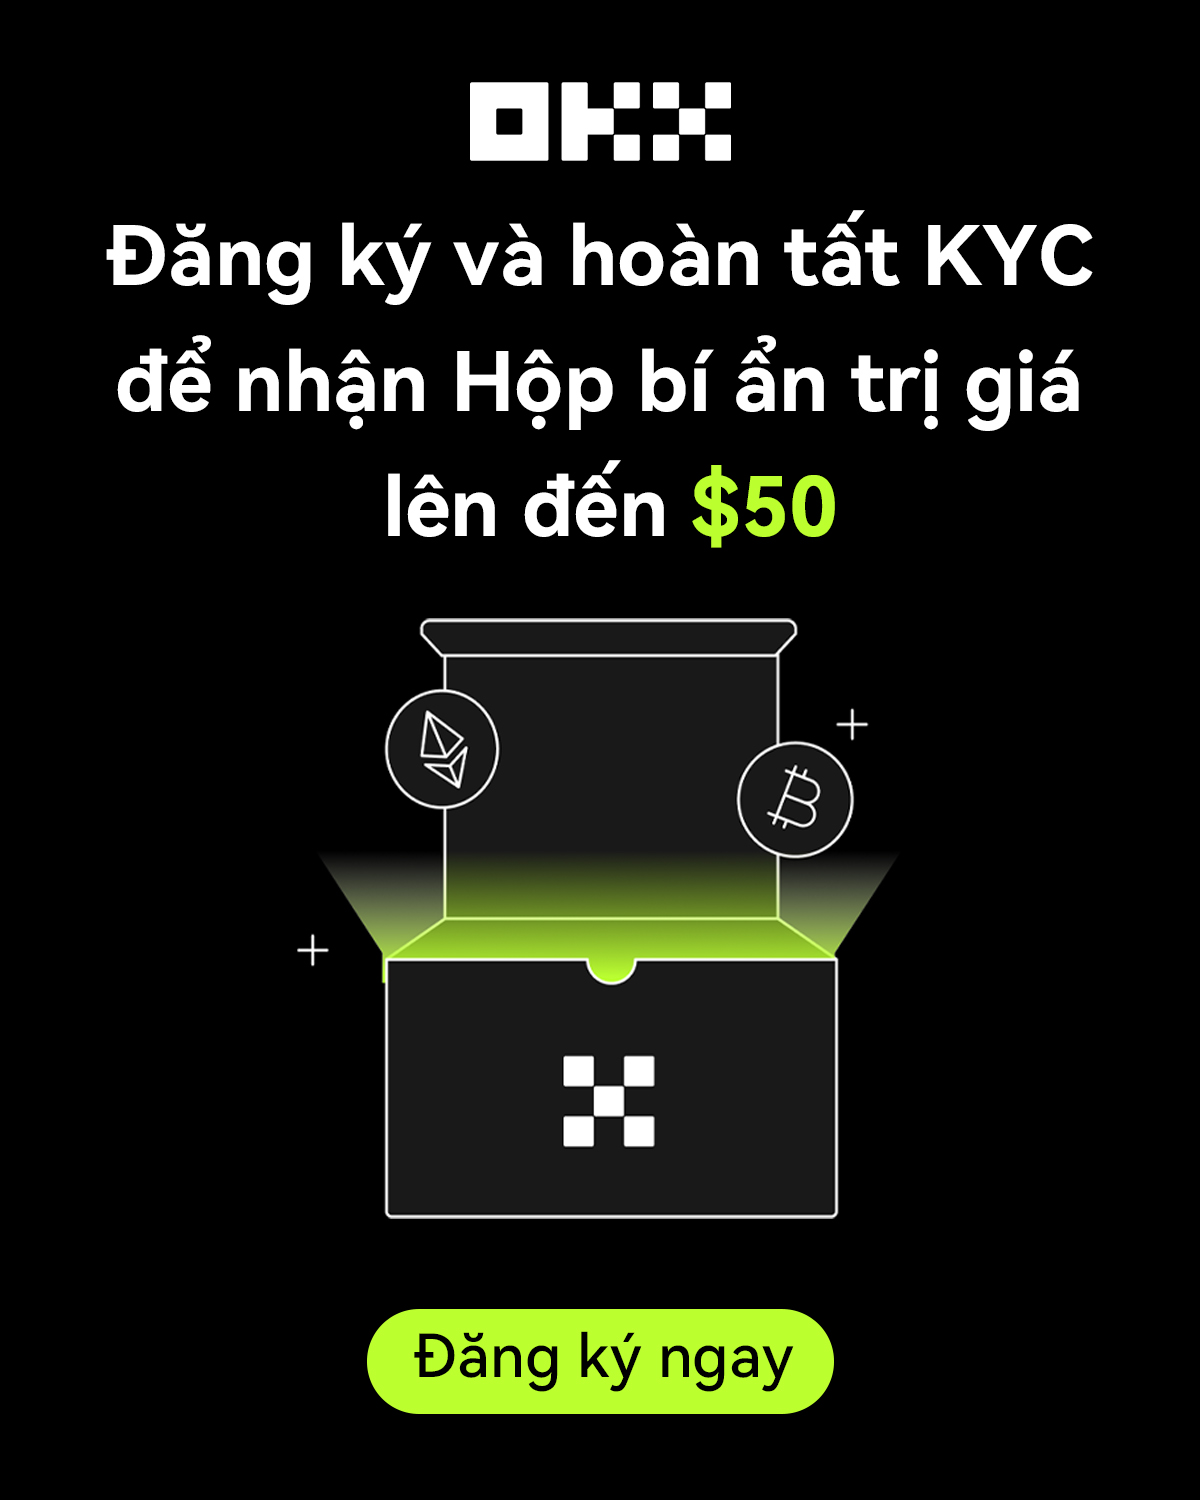 OKX
Đăng ký và hoàn tất KYC
để nhận Hộp bí ẩn trị giá
lên đến $50
Đăng ký ngay